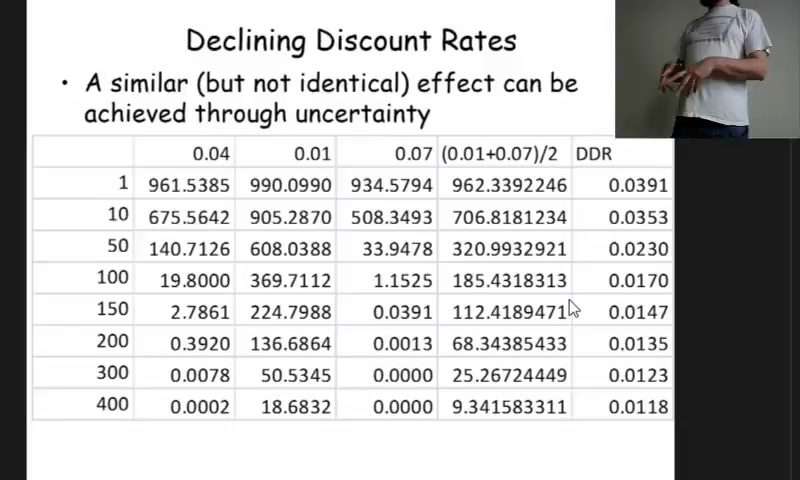 Declining Discount Rates
• A similar (but not identical) effect can be
achieved through uncertainty
0.04 0.01 0.07 (0.01+0.07)/2 DDR
1 961.5385 990.0990 934.5794 962.3392246 0.0391
10 675.5642 905.2870 508.3493 706.8181234 0.0353
50 140.7126 608.0388 33.9478 320.9932921 0.0230
100 19.8000 369.7112 1.1525 185.4318313 0.0170
150 2.7861 224.7988 0.0391 112.4189471 0.0147
200 0.3920 136.6864 0.0013 68.34385433 0.0135
300 0.0078 50.5345 0.0000 25.26724449 0.0123
400 0.0002 18.6832 0.0000 9.341583311 0.0118